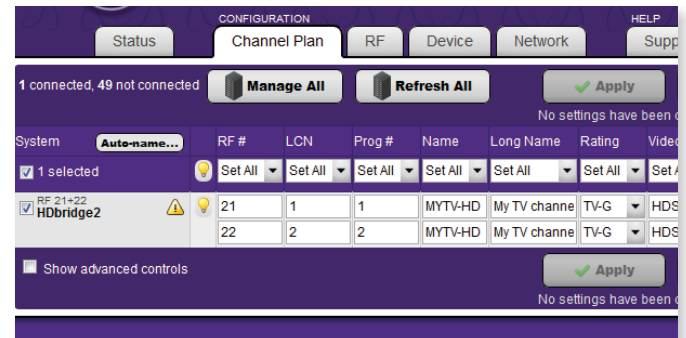 CONFIGURATION HELP
Status Channel Plan RF Device Network Supp
1 connected, 49 not connected Manage All Refresh All Apply
No settings have been c
System Auto-name... RF # LCN Prog # Name Long Name Rating Video
1 selected Set All Set All Set All Set All Set All Set All Set A
RF 21+22
HDbridge2 21 1 1 MYTV-HD My TV channe TV-G HDS
22 2 2 MYTV-HD My TV channe TV-G HDS
Show advanced controls Apply
No settings have been c